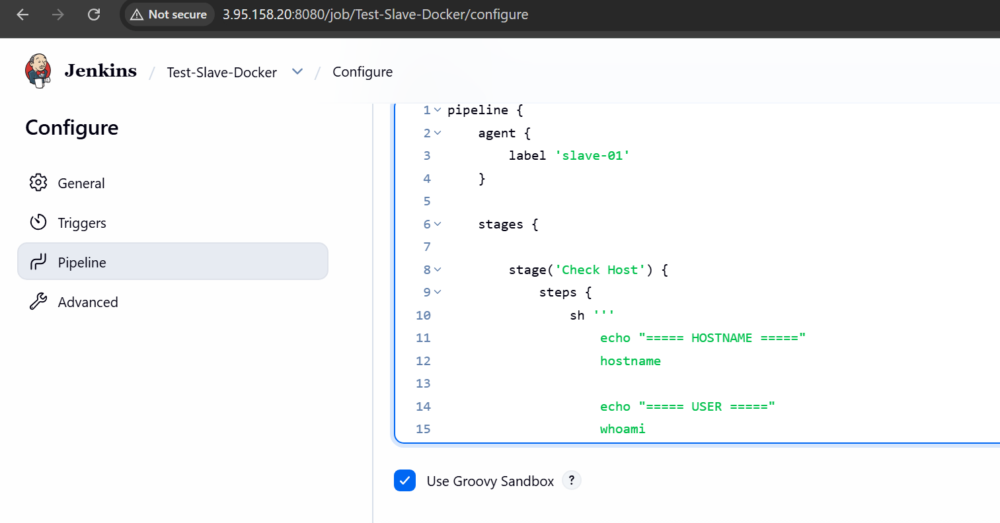 Not secure 3.95.158.20:8080/job/Test-Slave-Docker/configure
Jenkins / Test-Slave-Docker / Configure
Configure
General
Triggers
Pipeline
Advanced
1 pipeline {
2 agent {
3 label 'slave-01'
4 }
5
6 stages {
7
8 stage('Check Host') {
9 steps {
10 sh '''
11 echo "===== HOSTNAME ====="
12 hostname
13
14 echo "===== USER ====="
15 whoami
Use Groovy Sandbox ?